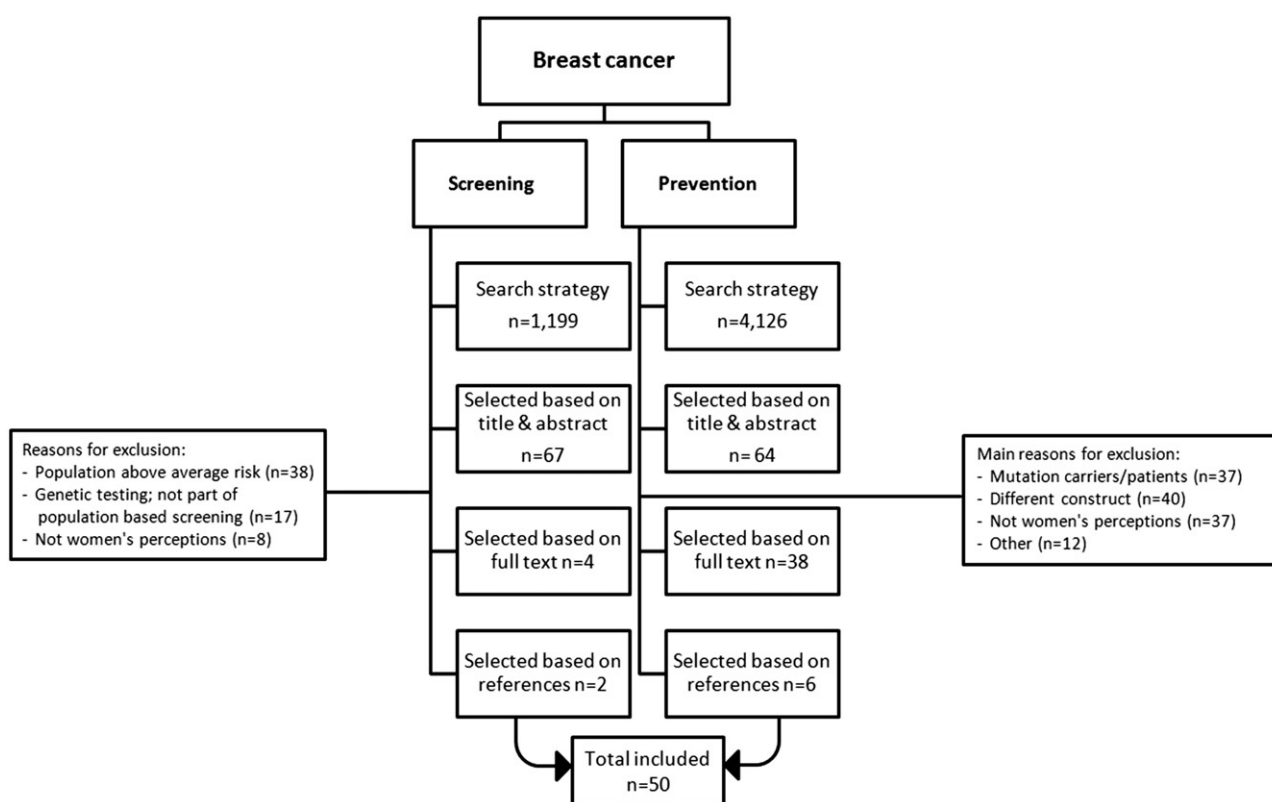 Breast cancer
Screening
Prevention
Search strategy
n=1,199
Search strategy
n=4,126
Selected based on
title & abstract
n=67
Selected based on
title & abstract
n= 64
Reasons for exclusion:
- Population above average risk (n=38)
- Genetic testing; not part of
population based screening (n=17)
- Not women's perceptions (n=8)
Main reasons for exclusion:
- Mutation carriers/patients (n=37)
- Different construct (n=40)
- Not women's perceptions (n=37)
- Other (n=12)
Selected based on
full text n=4
Selected based on
full text n=38
Selected based on
references n=2
Selected based on
references n=6
Total included
n=50